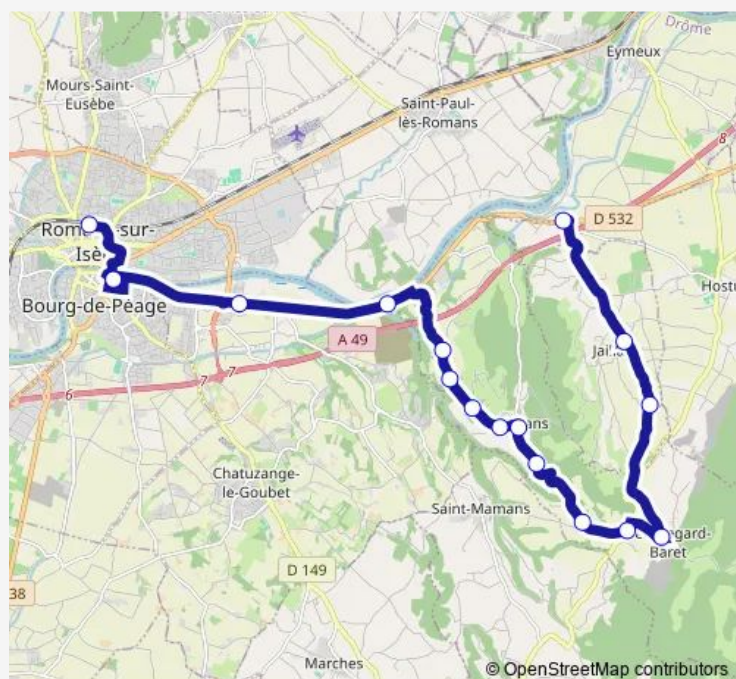 Drôme
Eymeux
Mours-Saint-
Eusèbe
Saint-Paul
-lès-Romans
8
D 532
Bourg-de-Péage
A 49
7
7
6
Chatuzange-
le-Goubet
Saint-Mamans
Baret
38
D 149
Marches
© OpenStreetMap contributors